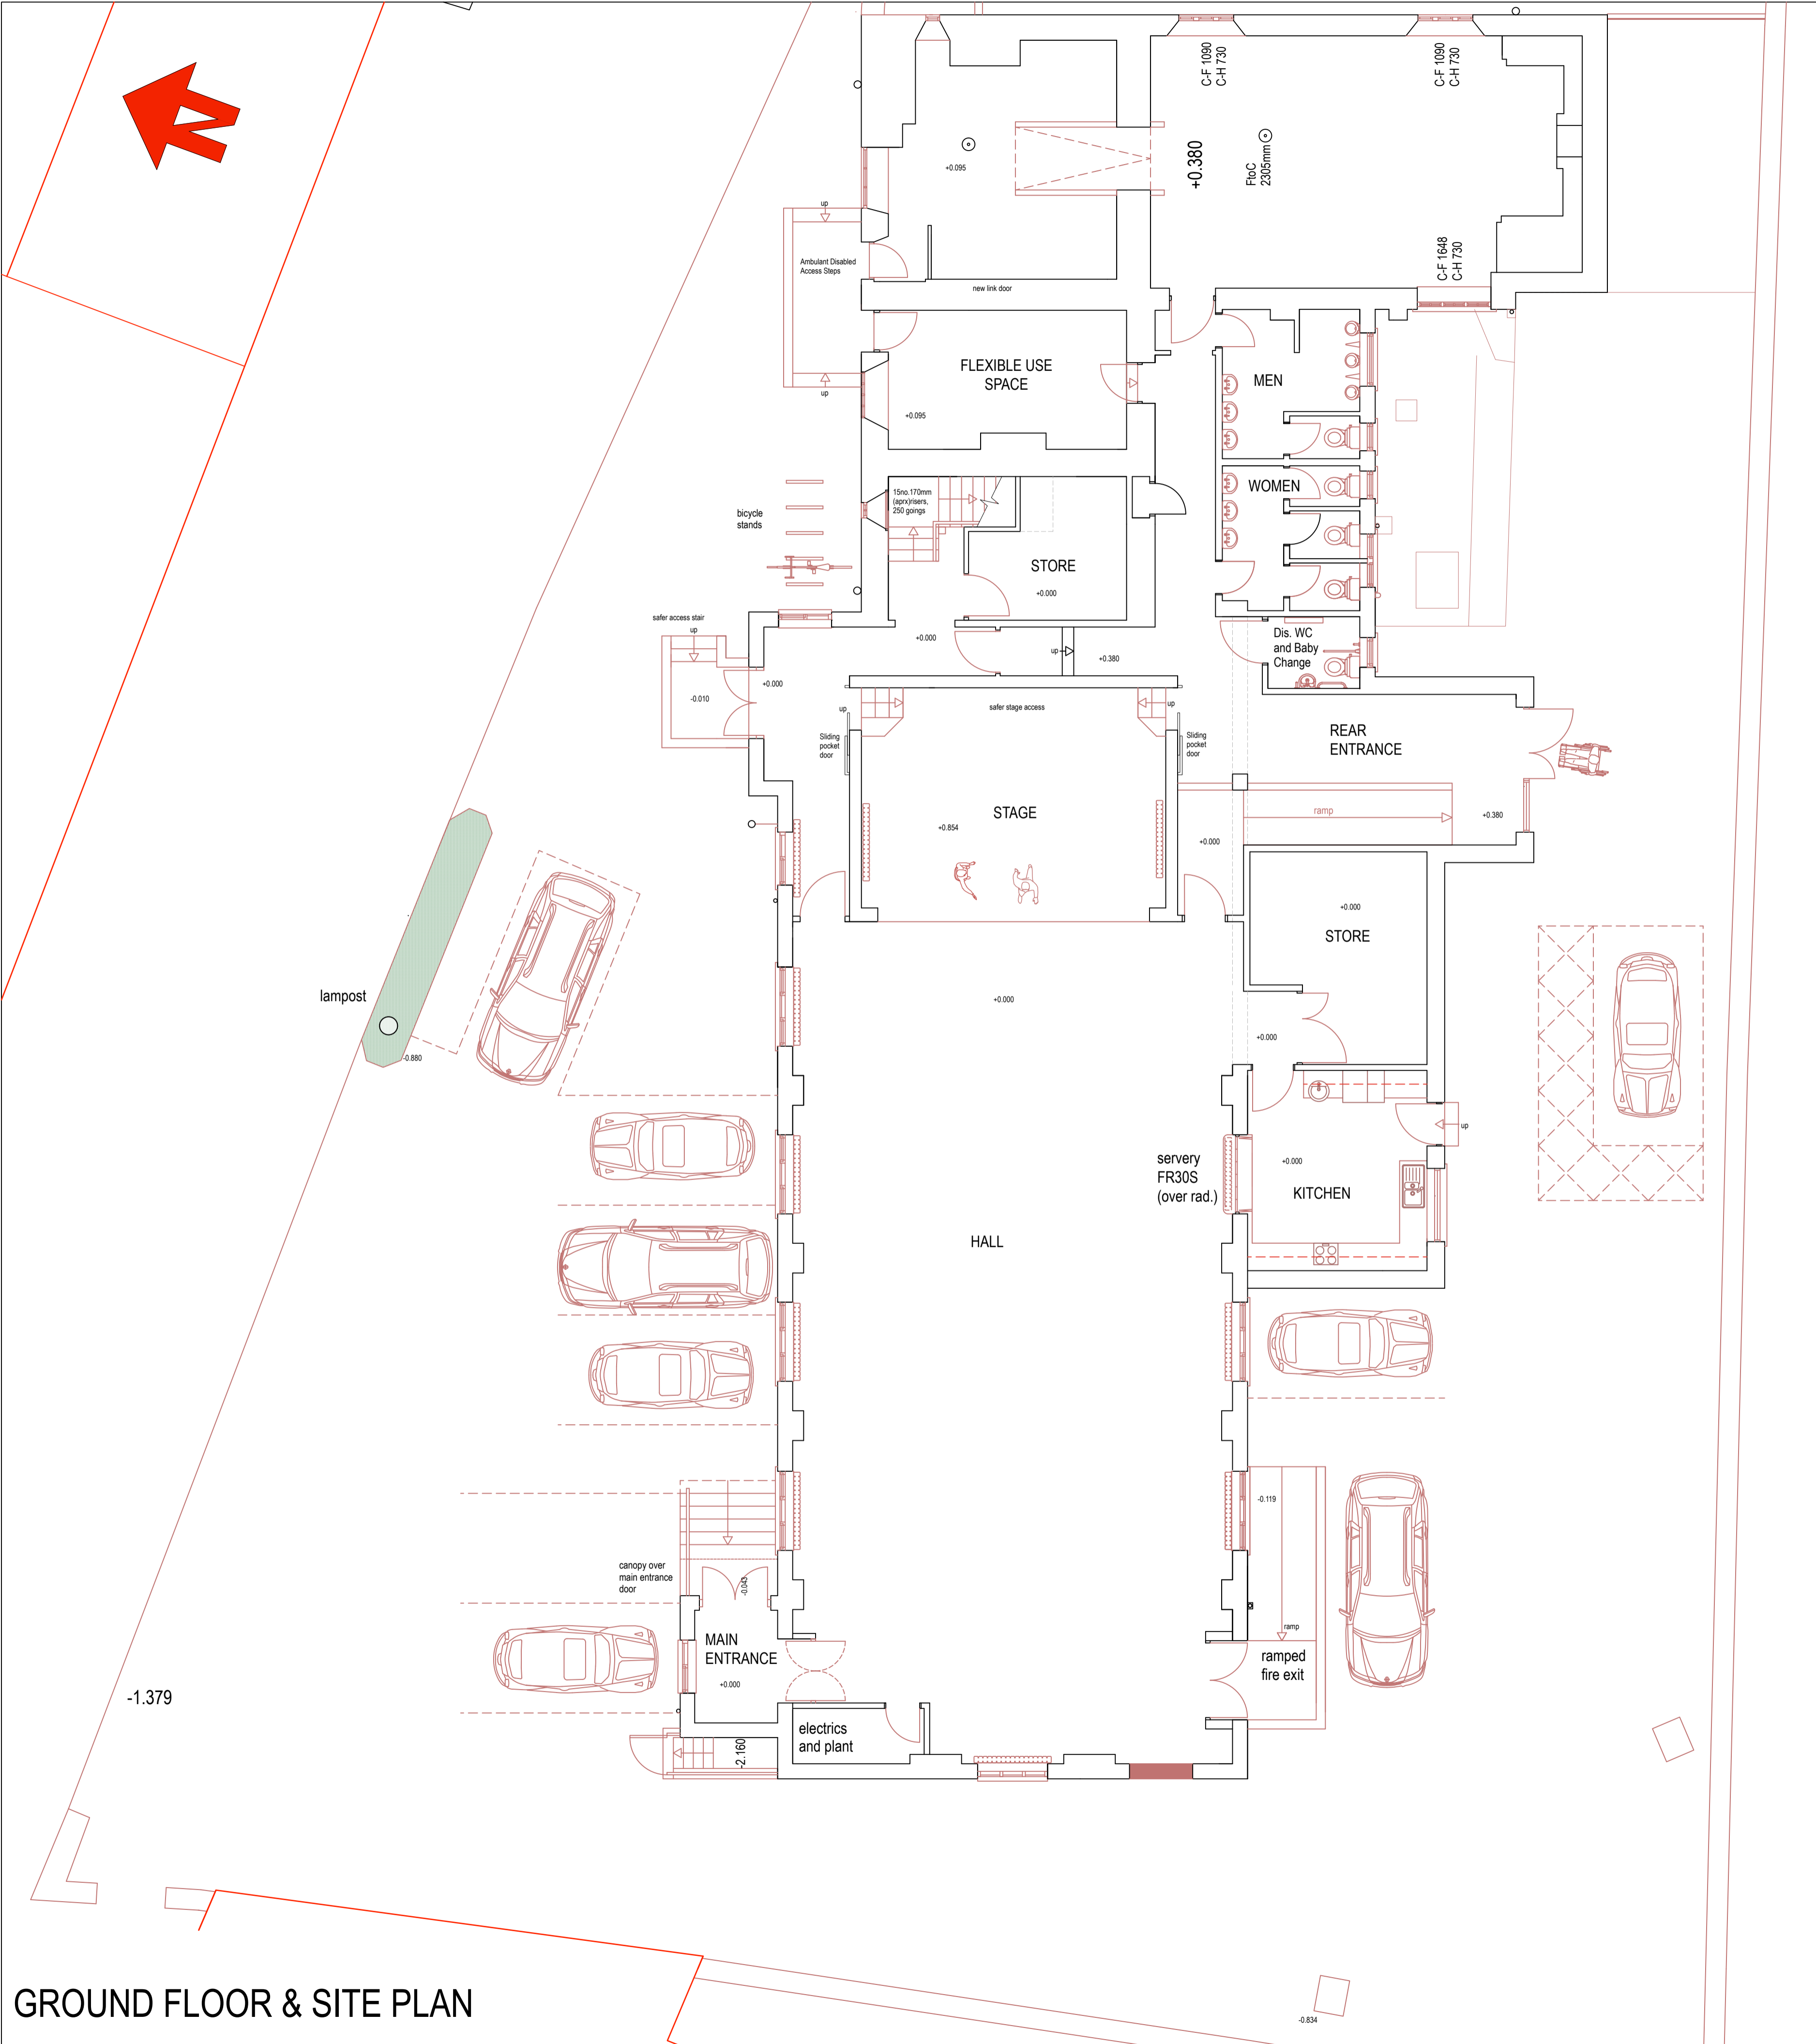 C-F 1090
C-H 730
C-F 1090
C-H 730
+0.095
+0.380
FtoC
2305mm
up
Ambulant Disabled
Access Steps
up
C-F 1648
C-H 730
new link door
FLEXIBLE USE
SPACE
+0.095
MEN
WOMEN
bicycle
stands
15no.170mm
(aprx)risers,
250 goings
STORE
+0.000
safer access stair
up
-0.010
+0.000
+0.000
up
+0.380
Dis. WC
and Baby
Change
up
safer stage access
up
Sliding
pocket
door
Sliding
pocket
door
REAR
ENTRANCE
STAGE
+0.854
ramp
+0.380
+0.000
+0.000
STORE
lampost
-0.880
+0.000
+0.000
up
servery
FR30S
(over rad.)
+0.000
KITCHEN
HALL
-0.119
canopy over
main entrance
door
-0.043
MAIN
ENTRANCE
+0.000
ramp
ramped
fire exit
-1.379
electrics
and plant
-2.160
GROUND FLOOR & SITE PLAN
-0.834